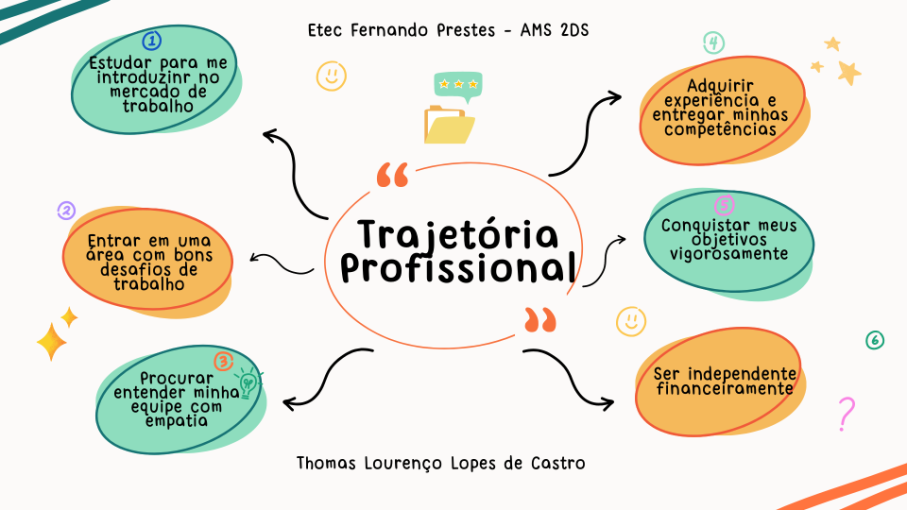 Etec Fernando Prestes - AMS 2DS
1
Estudar para me
introduzinr no
mercado de
trabalho
2
Entrar em uma
área com bons
desafios de
trabalho
3
Procurar
entender minha
equipe com
empatia
“
Trajetória
Profissional
”
4
Adquirir
experiência e
entregar minhas
competências
5
Conquistar meus
objetivos
vigorosamente
6
Ser independente
financeiramente
?
Thomas Lourenço Lopes de Castro